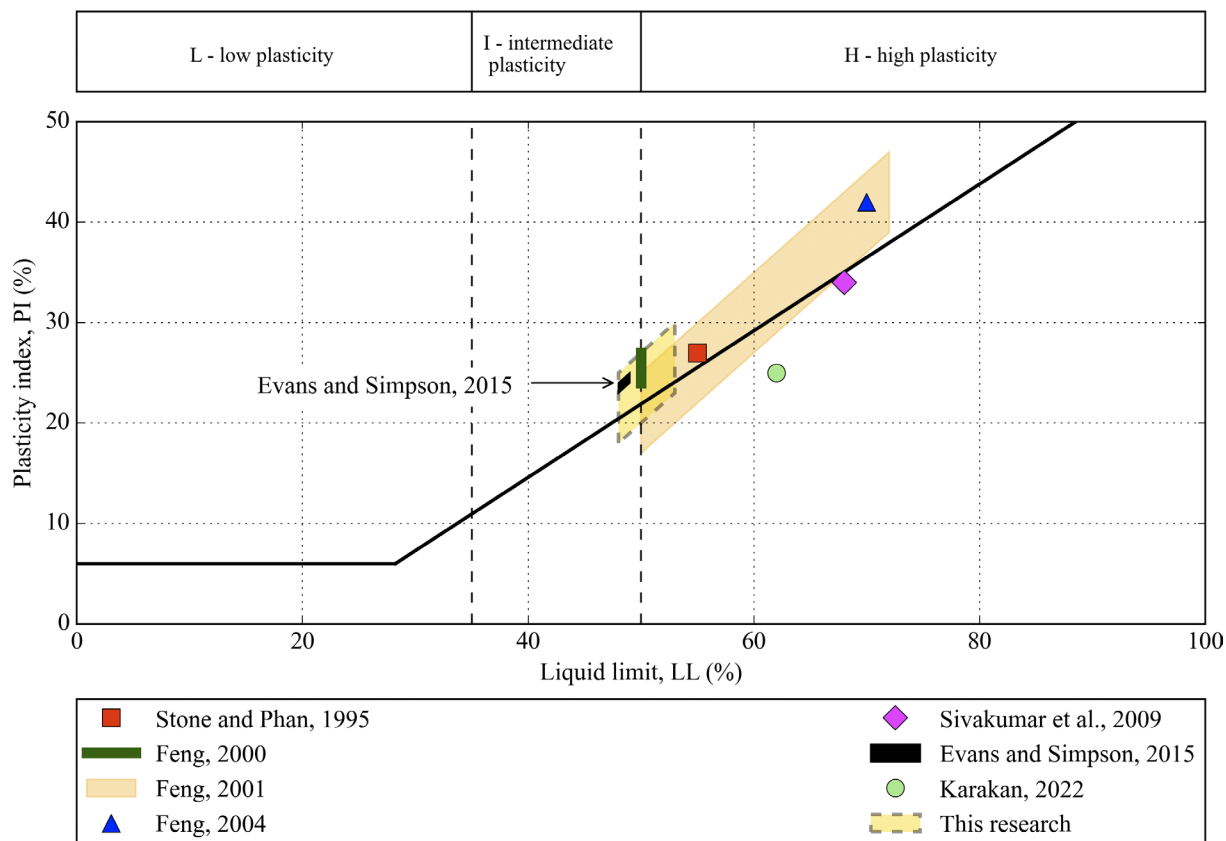 L - low plasticity
I - intermediate
plasticity
H - high plasticity
50
40
30
20
10
0
Plasticity index, PI (%)
Evans and Simpson, 2015
0
20
40
60
80
100
Liquid limit, LL (%)
Stone and Phan, 1995
Feng, 2000
Feng, 2001
Feng, 2004
Sivakumar et al., 2009
Evans and Simpson, 2015
Karakan, 2022
This research